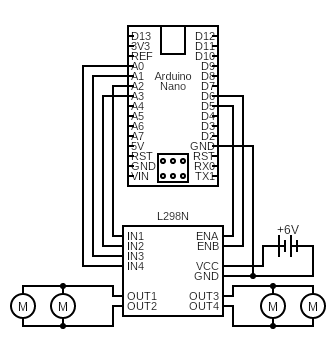 D13 D12
3V3 D11
REF D10
A0 D9
A1 Arduino D8
A2 Nano D7
A3 D6
A4 D5
A5 D4
A6 D3
A7 D2
5V GND
RST RST
GND RX0
VIN TX1
L298N
+6V
IN1 ENA
IN2 ENB
IN3
IN4 VCC
GND
OUT1 OUT3
OUT2 OUT4
M M M M